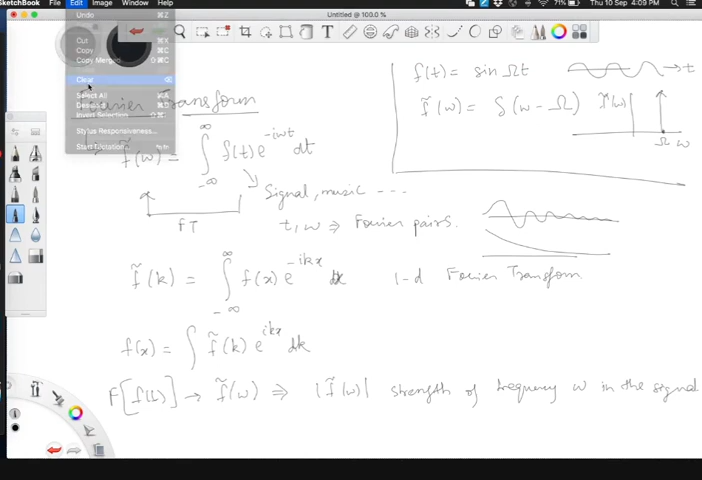 SketchBook File Edit Image Window Help
71% Thu 10 Sep 4:09 PM
Untitled @ 100.0 %
Undo ⌘Z
Cut ⌘X
Copy ⌘C
Copy Merged
Clear
Select All ⌘A
Deselect ⌘D
Invert Selection
Stylus Responsiveness...
Start Dictation...
Fourier Transform
f̃(ω) = ∫_{-∞}^{∞} f(t) e^{-iωt} dt
Signal, music ---
FT
t, ω ⇒ Fourier pairs.
f(t) = sin Ωt → t
f̃(ω) = δ(ω - Ω) f̃(ω)
Ω ω
f̃(k) = ∫_{-∞}^{∞} f(x) e^{-ikx} dx 1-d Fourier Transform
f(x) = ∫ f̃(k) e^{ikx} dk
F[f(t)] → f̃(ω) ⇒ |f̃(ω)| strength of frequency ω in the signal